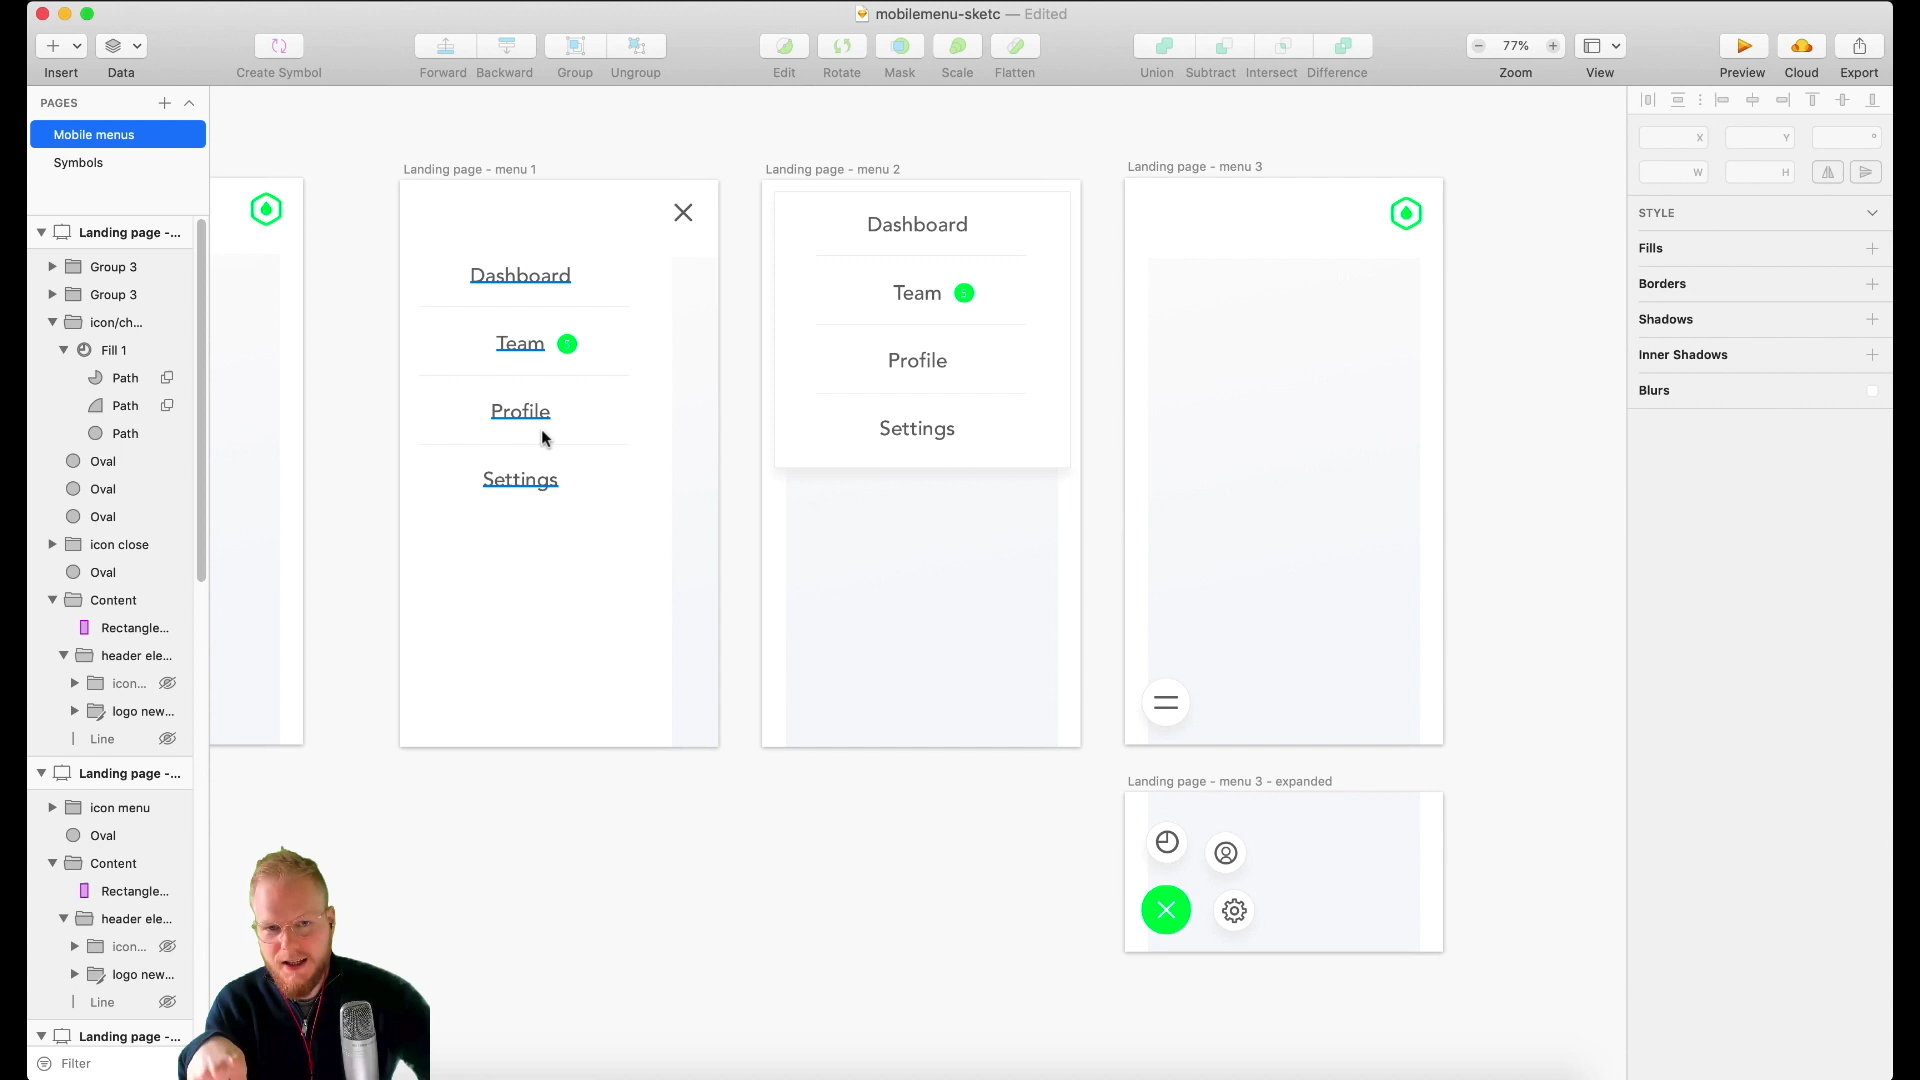 mobilemenu-sketc — Edited
Insert
Data
Create Symbol
Forward
Backward
Group
Ungroup
Edit
Rotate
Mask
Scale
Flatten
Union
Subtract
Intersect
Difference
77%
Zoom
View
Preview
Cloud
Export
PAGES
Mobile menus
Symbols
Landing page -...
Group 3
Group 3
icon/ch...
Fill 1
Path
Path
Path
Oval
Oval
Oval
icon close
Oval
Content
Rectangle...
header ele...
icon...
logo new...
Line
Landing page -...
icon menu
Oval
Content
Rectangle...
header ele...
icon...
logo new...
Line
Landing page -...
Filter
Landing page - menu 1
Dashboard
Team 5
Profile
Settings
Landing page - menu 2
Dashboard
Team 5
Profile
Settings
Landing page - menu 3
Landing page - menu 3 - expanded
X
Y
°
W
H
STYLE
Fills
Borders
Shadows
Inner Shadows
Blurs